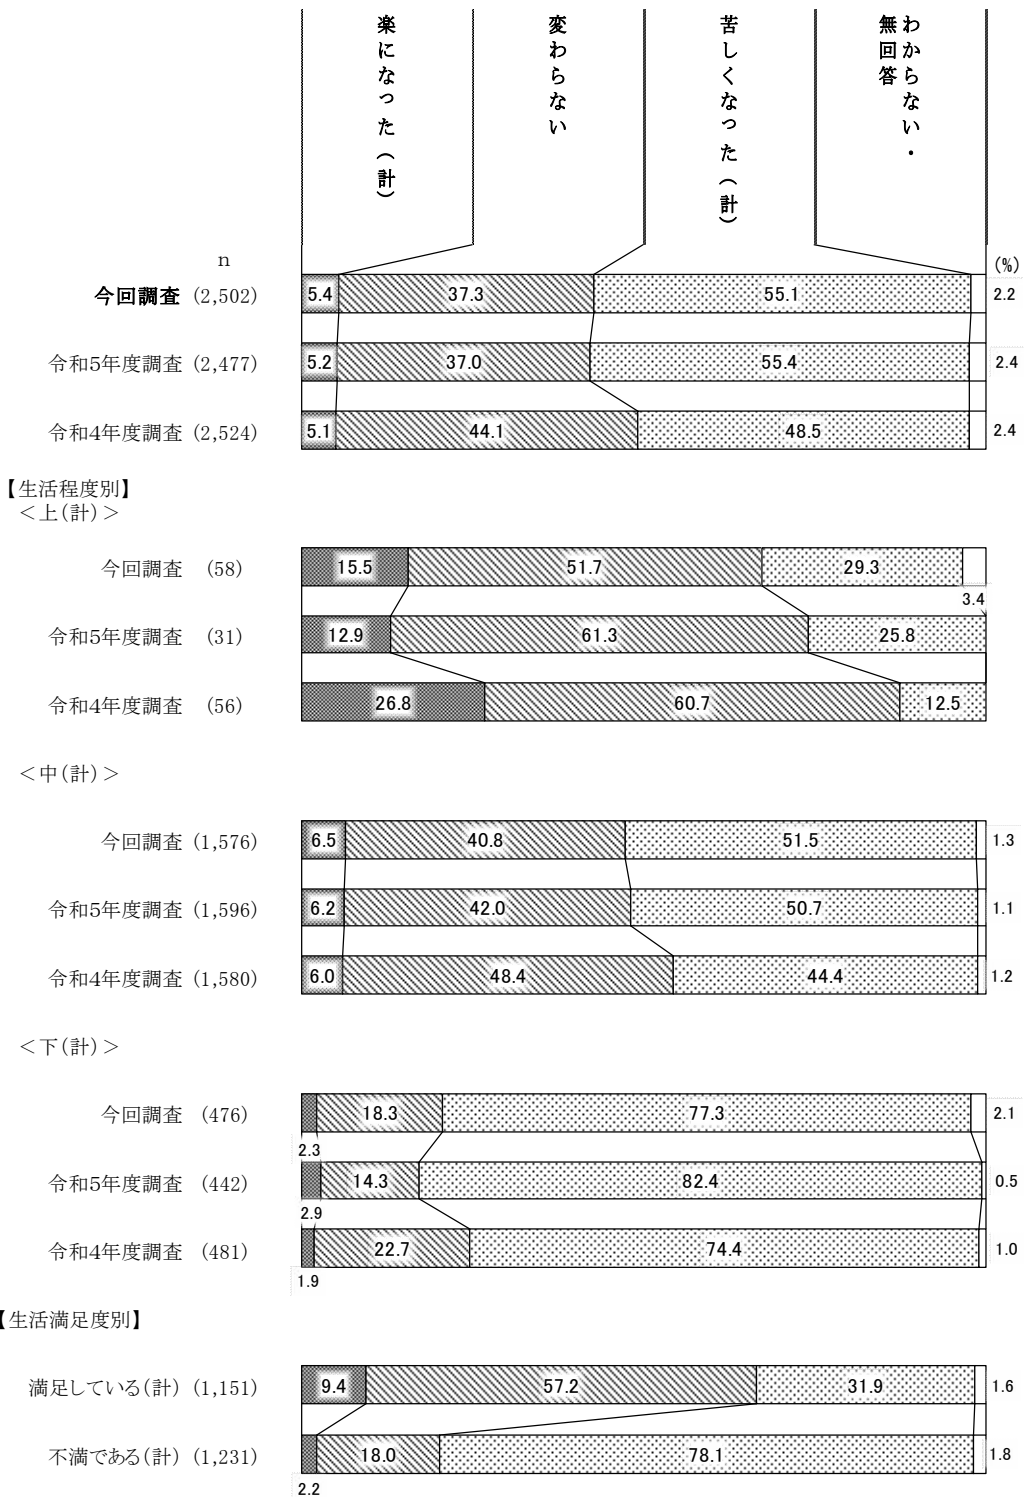 楽になった（計）
変わらない
苦しくなった（計）
わからない・
無回答
n
(%)
今回調査 (2,502) 5.4 37.3 55.1 2.2
令和5年度調査 (2,477) 5.2 37.0 55.4 2.4
令和4年度調査 (2,524) 5.1 44.1 48.5 2.4
【生活程度別】
＜上(計)＞
今回調査 (58) 15.5 51.7 29.3
3.4
令和5年度調査 (31) 12.9 61.3 25.8
令和4年度調査 (56) 26.8 60.7 12.5
＜中(計)＞
今回調査 (1,576) 6.5 40.8 51.5 1.3
令和5年度調査 (1,596) 6.2 42.0 50.7 1.1
令和4年度調査 (1,580) 6.0 48.4 44.4 1.2
＜下(計)＞
今回調査 (476) 18.3 77.3 2.1
2.3
令和5年度調査 (442) 14.3 82.4 0.5
2.9
令和4年度調査 (481) 22.7 74.4 1.0
1.9
【生活満足度別】
満足している(計) (1,151) 9.4 57.2 31.9 1.6
不満である(計) (1,231) 18.0 78.1 1.8
2.2